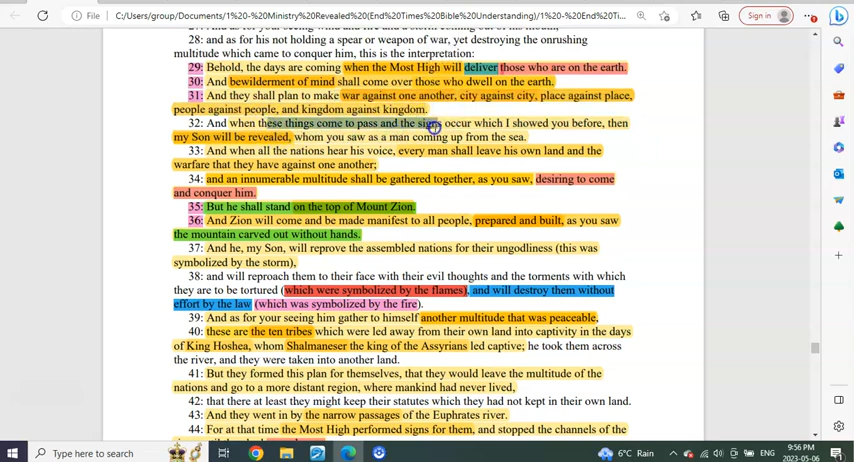 C:/Users/group/Documents/1%20-%20Ministry%20Revealed(End%20Times%20Bible%20Understanding)/1%20-%20For...
Sign in
28: and as for his not holding a spear or weapon of war, yet destroying the onrushing
multitude which came to conquer him, this is the interpretation:
29: Behold, the days are coming when the Most High will deliver those who are on the earth.
30: And bewilderment of mind shall come over those who dwell on the earth.
31: And they shall plan to make war against one another, city against city, place against place,
people against people, and kingdom against kingdom.
32: And when these things come to pass and the signs occur which I showed you before, then
my Son will be revealed, whom you saw as a man coming up from the sea.
33: And when all the nations hear his voice, every man shall leave his own land and the
warfare that they have against one another;
34: and an innumerable multitude shall be gathered together, as you saw, desiring to come
and conquer him.
35: But he shall stand on the top of Mount Zion.
36: And Zion will come and be made manifest to all people, prepared and built, as you saw
the mountain carved out without hands.
37: And he, my Son, will reprove the assembled nations for their ungodliness (this was
symbolized by the storm),
38: and will reproach them to their face with their evil thoughts and the torments with which
they are to be tortured (which were symbolized by the flames), and will destroy them without
effort by the law (which was symbolized by the fire).
39: And as for your seeing him gather to himself another multitude that was peaceable,
40: these are the ten tribes which were led away from their own land into captivity in the days
of King Hoshea, whom Shalmaneser the king of the Assyrians led captive; he took them across
the river, and they were taken into another land.
41: But they formed this plan for themselves, that they would leave the multitude of the
nations and go to a more distant region, where mankind had never lived,
42: that there at least they might keep their statutes which they had not kept in their own land.
43: And they went in by the narrow passages of the Euphrates river.
44: For at that time the Most High performed signs for them, and stopped the channels of the
Type here to search
6°C Rain
ENG
9:56 PM
2023-05-06